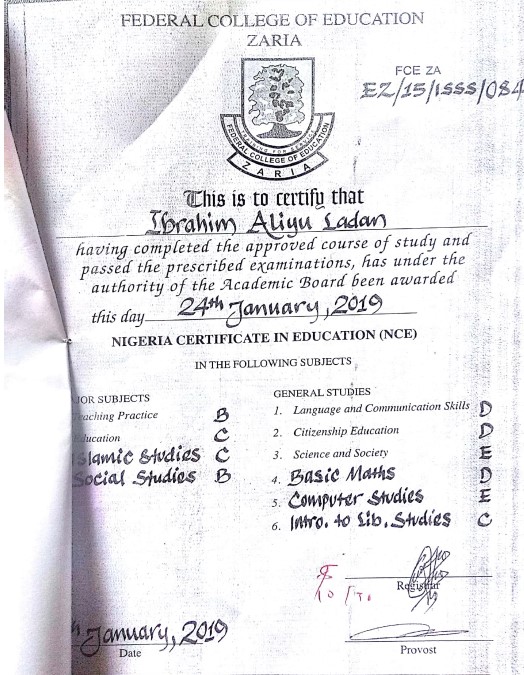 FEDERAL COLLEGE OF EDUCATION
ZARIA
FCE ZA
EZ/15/ISSS/084
FEDERAL COLLEGE OF EDUCATION
ZARIA
This is to certify that
Ibrahim Aliyu Ladan
having completed the approved course of study and
passed the prescribed examinations, has under the
authority of the Academic Board been awarded
this day 24th January, 2019
NIGERIA CERTIFICATE IN EDUCATION (NCE)
IN THE FOLLOWING SUBJECTS
JOR SUBJECTS
eaching Practice B
ducation C
Islamic Studies C
Social Studies B
GENERAL STUDIES
1. Language and Communication Skills D
2. Citizenship Education D
3. Science and Society E
4. Basic Maths D
5. Computer Studies E
6. Intro. to Lib. Studies C
Registrar
January, 2019
Date
Provost